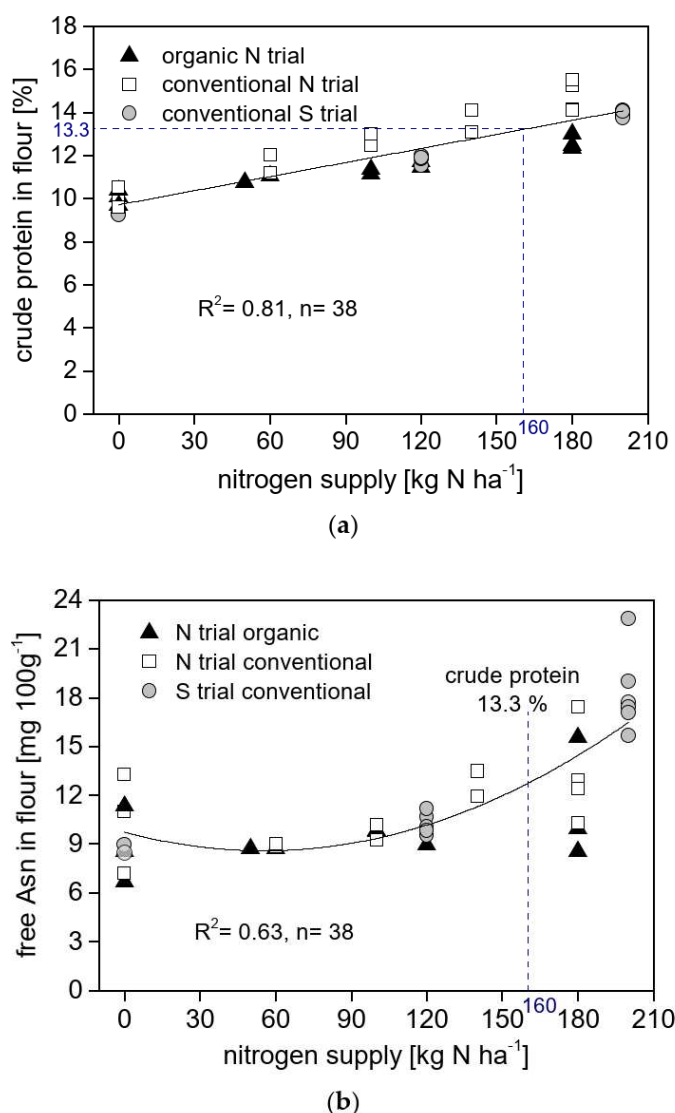 18
16
14
13.3
12
10
8
6
4
2
0
crude protein in flour [%]
organic N trial
conventional N trial
conventional S trial
R²= 0.81, n= 38
0 30 60 90 120 150 160 180 210
nitrogen supply [kg N ha⁻¹]
(a)
24
21
18
15
12
9
6
3
0
free Asn in flour [mg 100g⁻¹]
N trial organic
N trial conventional
S trial conventional
crude protein
13.3 %
R²= 0.63, n= 38
0 30 60 90 120 150 160 180 210
nitrogen supply [kg N ha⁻¹]
(b)